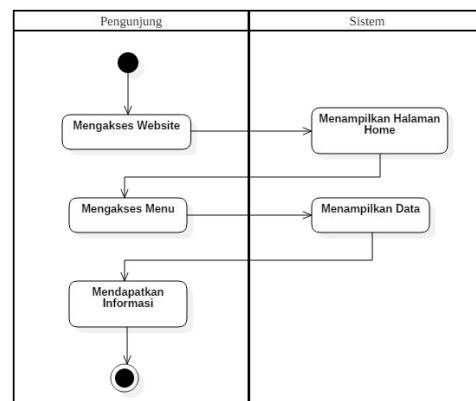 Pengunjung
Sistem
Mengakses Website
Menampilkan Halaman
Home
Mengakses Menu
Menampilkan Data
Mendapatkan
Informasi